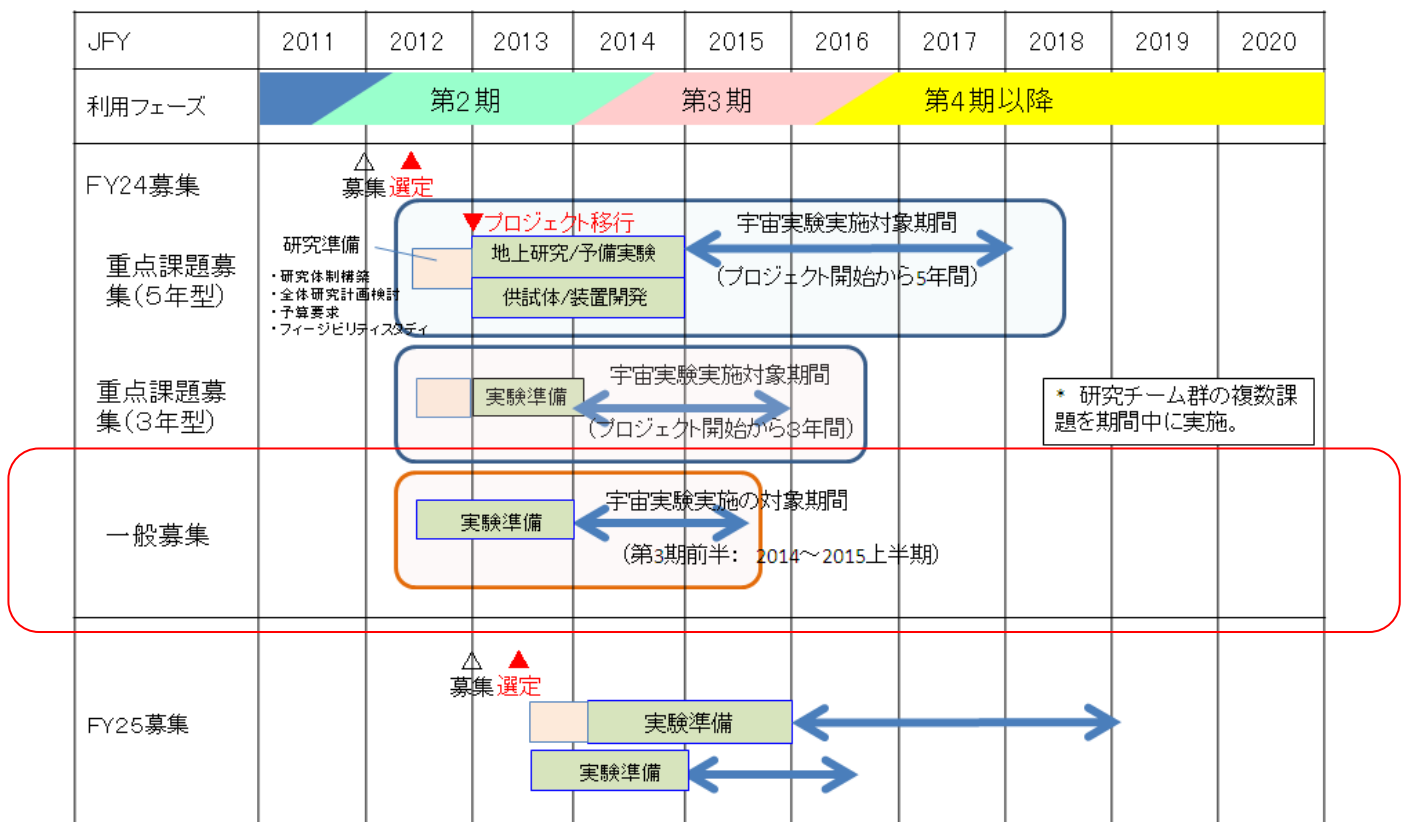 JFY 2011 2012 2013 2014 2015 2016 2017 2018 2019 2020
利用フェーズ 第2期 第3期 第4期以降
FY24募集
募集 選定
重点課題募
集(5年型)
研究準備
・研究体制構築
・全体研究計画検討
・予算要求
・フィージビリティスタディ
プロジェクト移行
地上研究/予備実験
供試体/装置開発
宇宙実験実施対象期間
(プロジェクト開始から5年間)
重点課題募
集(3年型)
実験準備
宇宙実験実施対象期間
(プロジェクト開始から3年間)
* 研究チーム群の複数課
題を期間中に実施。
一般募集
実験準備
宇宙実験実施の対象期間
(第3期前半: 2014~2015上半期)
募集 選定
FY25募集
実験準備
実験準備